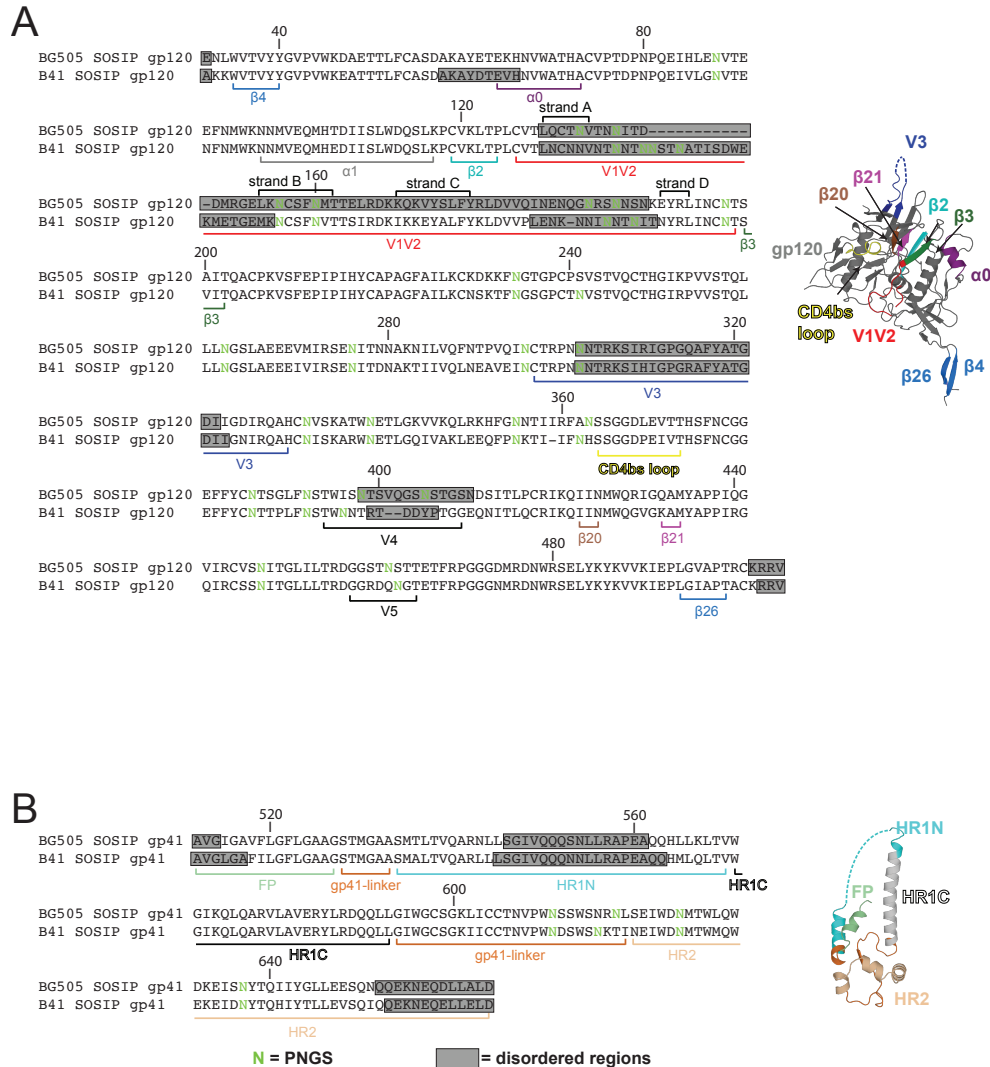 A
40 80
BG505 SOSIP gp120 ENLWVTVYYGVPVWKDAETTLFCASDAKAYETEKHNVWATHACVPTDPNPQEIHLENVTE
B41 SOSIP gp120 AKKWVTVYYGVPVWKEATTTLFCASDAKAYDTEVHNVWATHACVPTDPNPQEIVLGNVTE
β4 α0
120 strand A
BG505 SOSIP gp120 EFNMWKNNMVEQMHTDIISLWDQSLKPCVKLTPLCVTLQCTNVTNNITD-----------
B41 SOSIP gp120 NFNMWKNNMVEQMHEDIISLWDQSLKPCVKLTPLCVTLNCNNVNTNNTNNSTNATISDWE
α1 β2 V1V2
strand B 160 strand C strand D
BG505 SOSIP gp120 -DMRGELKNCSFNMTTELRDKKQKVYSLFYRLDVVQINENQGNRSNNSNKEYRLINCNTS
B41 SOSIP gp120 KMETGEMKNCSFNVTTSIRDKIKKEYALFYKLDVVPLENK-NNINNTNITNYRLINCNTS
V1V2 β3
200 240
BG505 SOSIP gp120 AITQACPKVSFEPIPIHYCAPAGFAILKCKDKKFNGTGPCPSVSTVQCTHGIKPVVSTQL
B41 SOSIP gp120 VITQACPKVSFEPIPIHYCAPAGFAILKCNSKTFNGSGPCTNVSTVQCTHGIRPVVSTQL
β3
280 320
BG505 SOSIP gp120 LLNGSLAEEEVMIRSENITNNAKNILVQFNTPVQINCTRPNNNTRKSIRIGPGQAFYATG
B41 SOSIP gp120 LLNGSLAEEEVVIRSENITDNAKTIIVQLNEAVEINCTRPNNNTRKSIHIGPGRAFYATG
V3
360
BG505 SOSIP gp120 DIIGDIRQAHCNVSKATWNETLGKVVKQLRKHFGNNTIIRFANSSGGDLEVTTHSFNCGG
B41 SOSIP gp120 DIIGNIRQAHCNISKARWNETLGQIVAKLEEQFPNKTI-IFNHSSGGDPEIVTHSFNCGG
V3 CD4bs loop
400 440
BG505 SOSIP gp120 EFFYCNTSGLFNSTWISNTSVQGSNSTGSNDSITLPCRIKQIINMWQRIGQAMYAPPIQG
B41 SOSIP gp120 EFFYCNTTPLFNSTWNNTRT--DDYPTGGEQNITLQCRIKQIINMWQGVGKAMYAPPIRG
V4 β20 β21
480
BG505 SOSIP gp120 VIRCVSNITGLILTRDGGSTNSTTETFRPGGGDMRDNWRSELYKYKVVKIEPLGVAPTRCKRRV
B41 SOSIP gp120 QIRCSSNITGLLLTRDGGRDQNGTETFRPGGGNMRDNWRSELYKYKVVKIEPLGIAPTACKRRV
V5 β26
V3
β21
β20
β2
β3
gp120
α0
CD4bs
loop
V1V2
β26
β4
B
520 560
BG505 SOSIP gp41 AVGIGAVFLGFLGAAGSTMGAASMTLTVQARNLLSGIVQQQSNLLRAPEAQQHLLKLTVW
B41 SOSIP gp41 AVGLGAFILGFLGAAGSTMGAASMALTVQARLLLSGIVQQQNNLLRAPEAQQHMLQLTVW
FP gp41-linker HR1N HR1C
600
BG505 SOSIP gp41 GIKQLQARVLAVERYLRDQQLLGIWGCSGKLICCTNVPWNSSWSNRNLSEIWDNMTWLQW
B41 SOSIP gp41 GIKQLQARVLAVERYLRDQQLLGIWGCSGKIICCTNVPWNDSWSNKTINEIWDNMTWMQW
HR1C gp41-linker HR2
640
BG505 SOSIP gp41 DKEISNYTQIIYGLLEESQNQQEKNEQDLLALD
B41 SOSIP gp41 EKEIDNYTQHIYTLLEVSQIQQEKNEQELLELD
HR2
HR1N
FP
HR1C
HR2
N = PNGS
= disordered regions